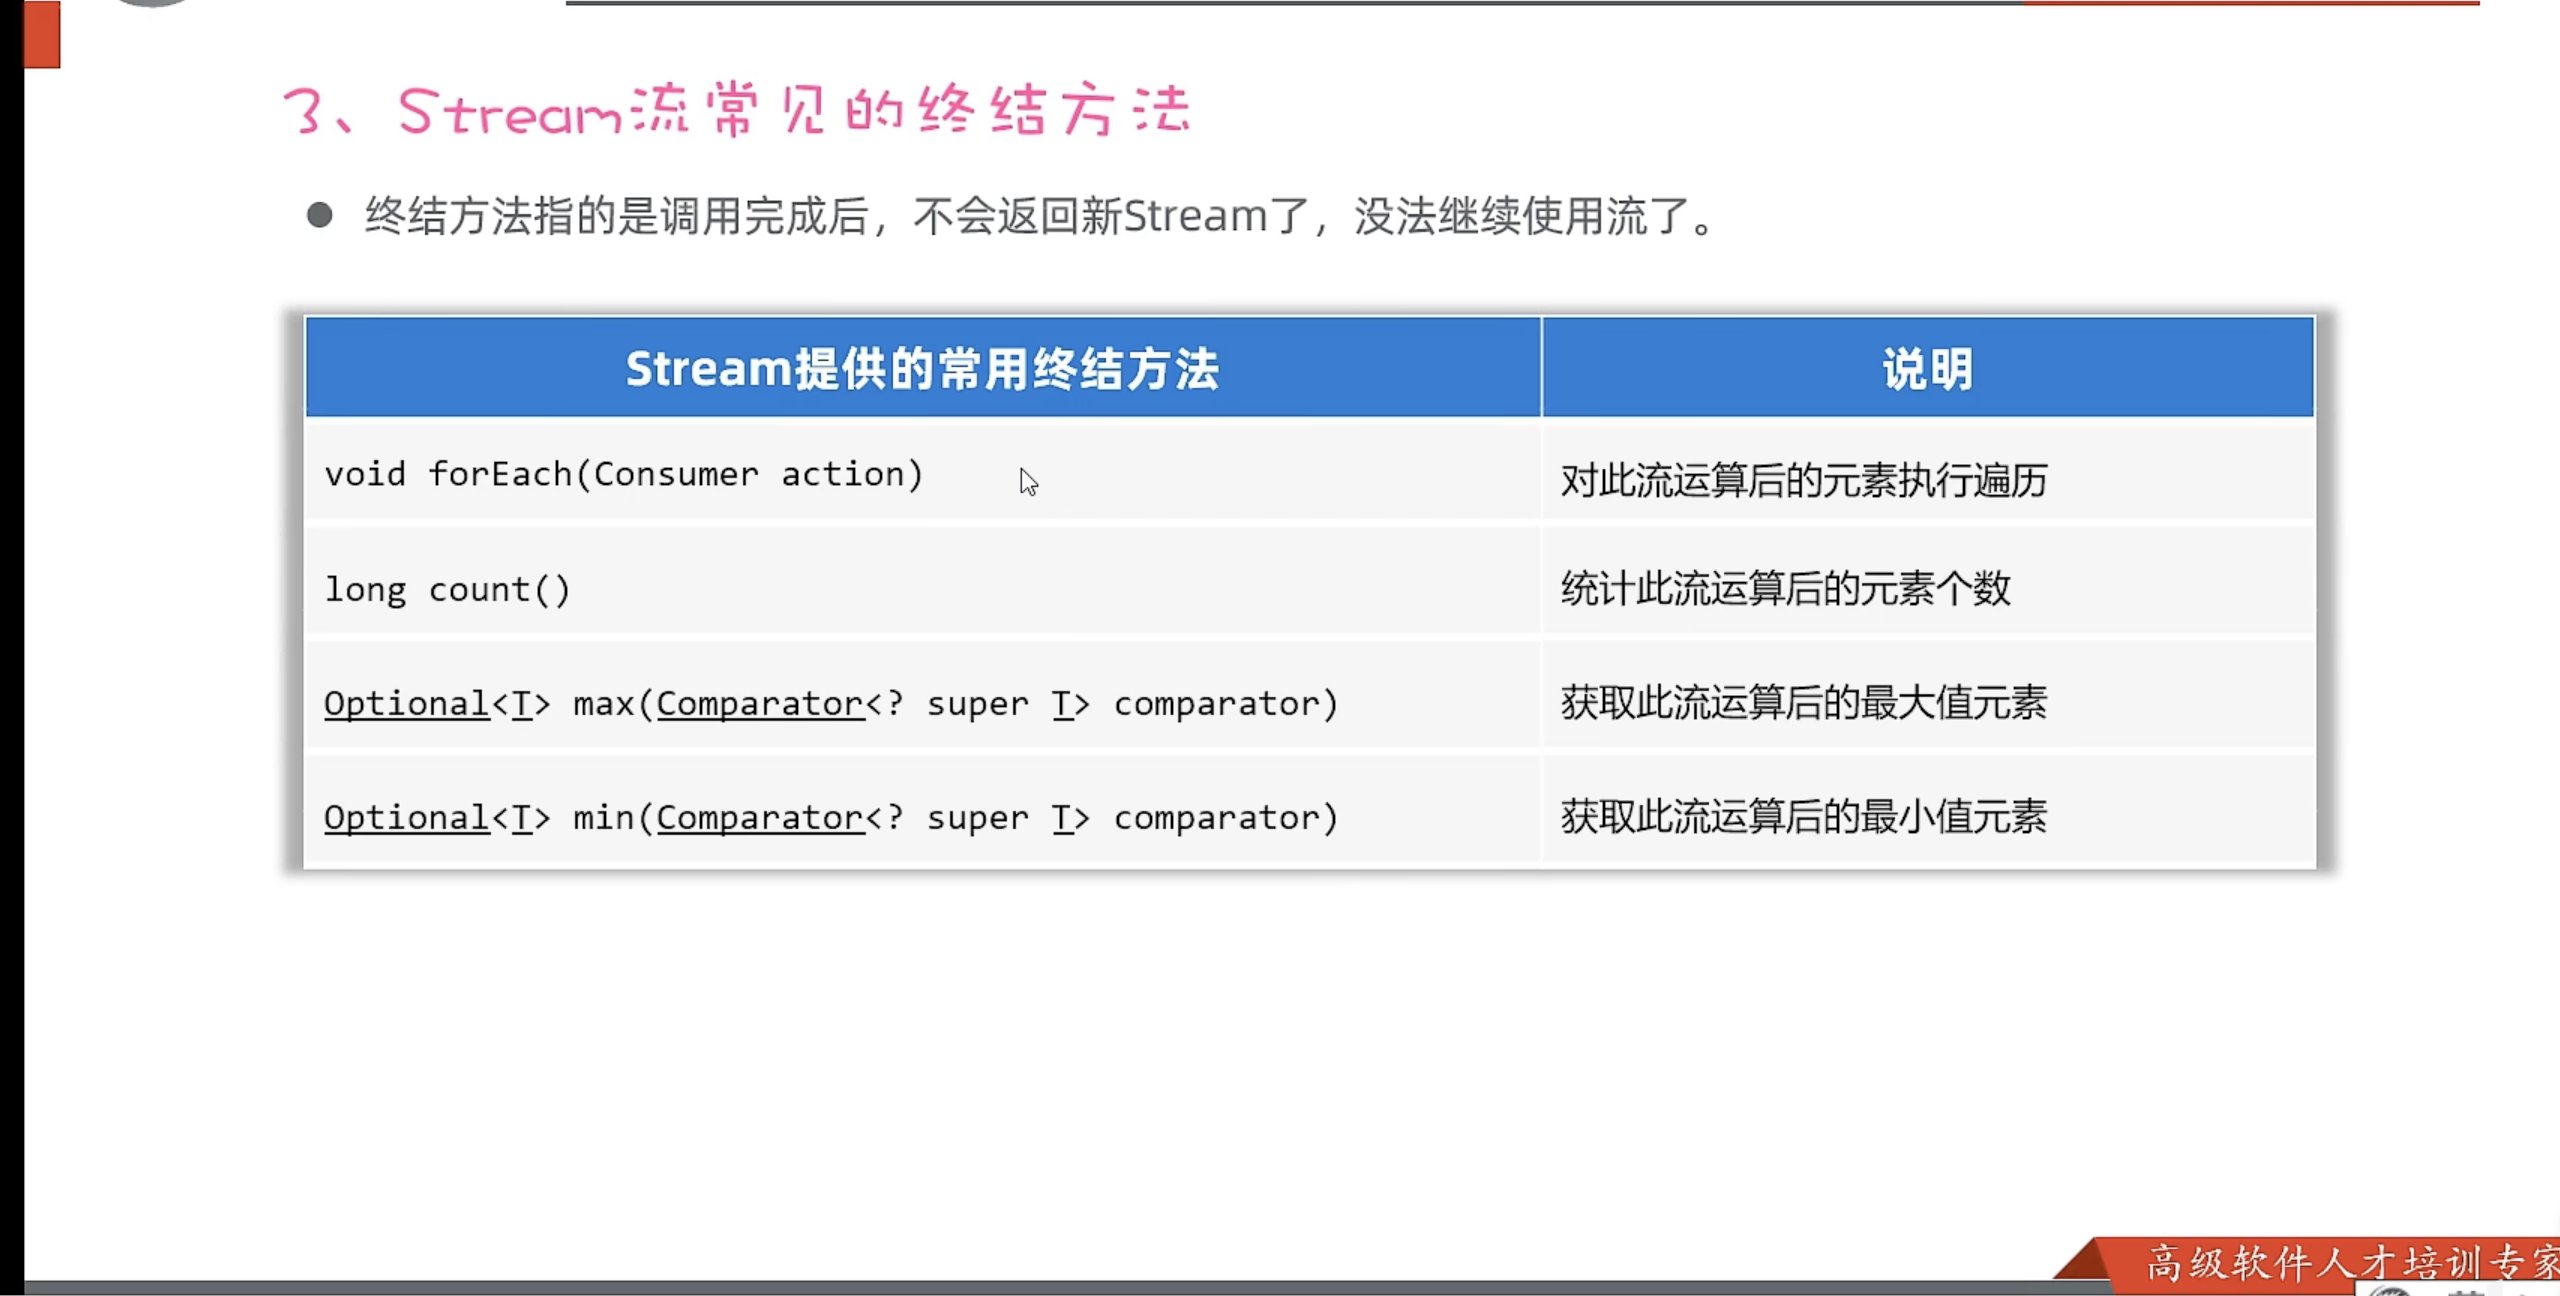 3、Stream流常见的终结方法
● 终结方法指的是调用完成后，不会返回新Stream了，没法继续使用流了。
Stream提供的常用终结方法 说明
void forEach(Consumer action) 对此流运算后的元素执行遍历
long count() 统计此流运算后的元素个数
Optional<T> max(Comparator<? super T> comparator) 获取此流运算后的最大值元素
Optional<T> min(Comparator<? super T> comparator) 获取此流运算后的最小值元素
高级软件人才培训专家